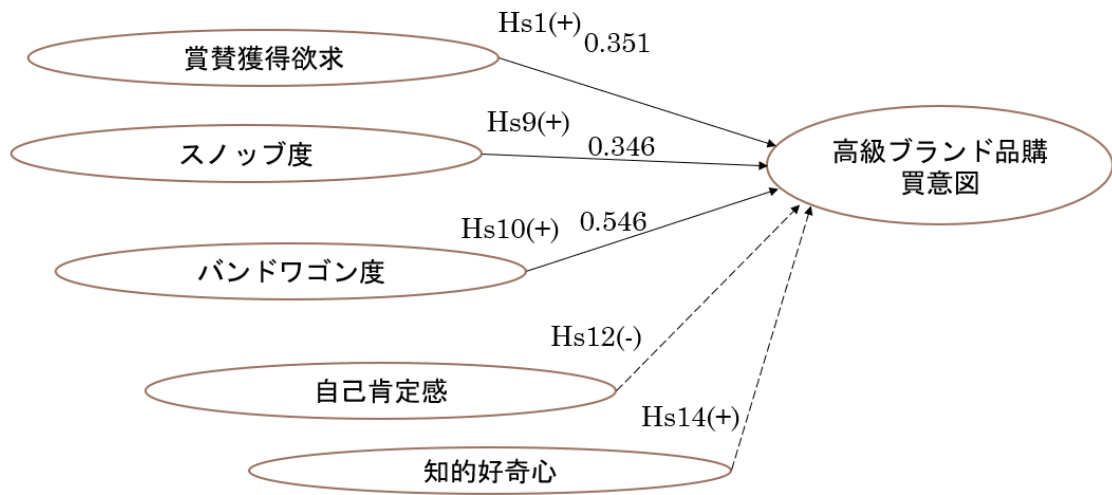 Hs1(+)
0.351
賞賛獲得欲求
Hs9(+)
0.346
スノッブ度
高級ブランド品購
買意図
Hs10(+)
0.546
バンドワゴン度
Hs12(-)
自己肯定感
Hs14(+)
知的好奇心